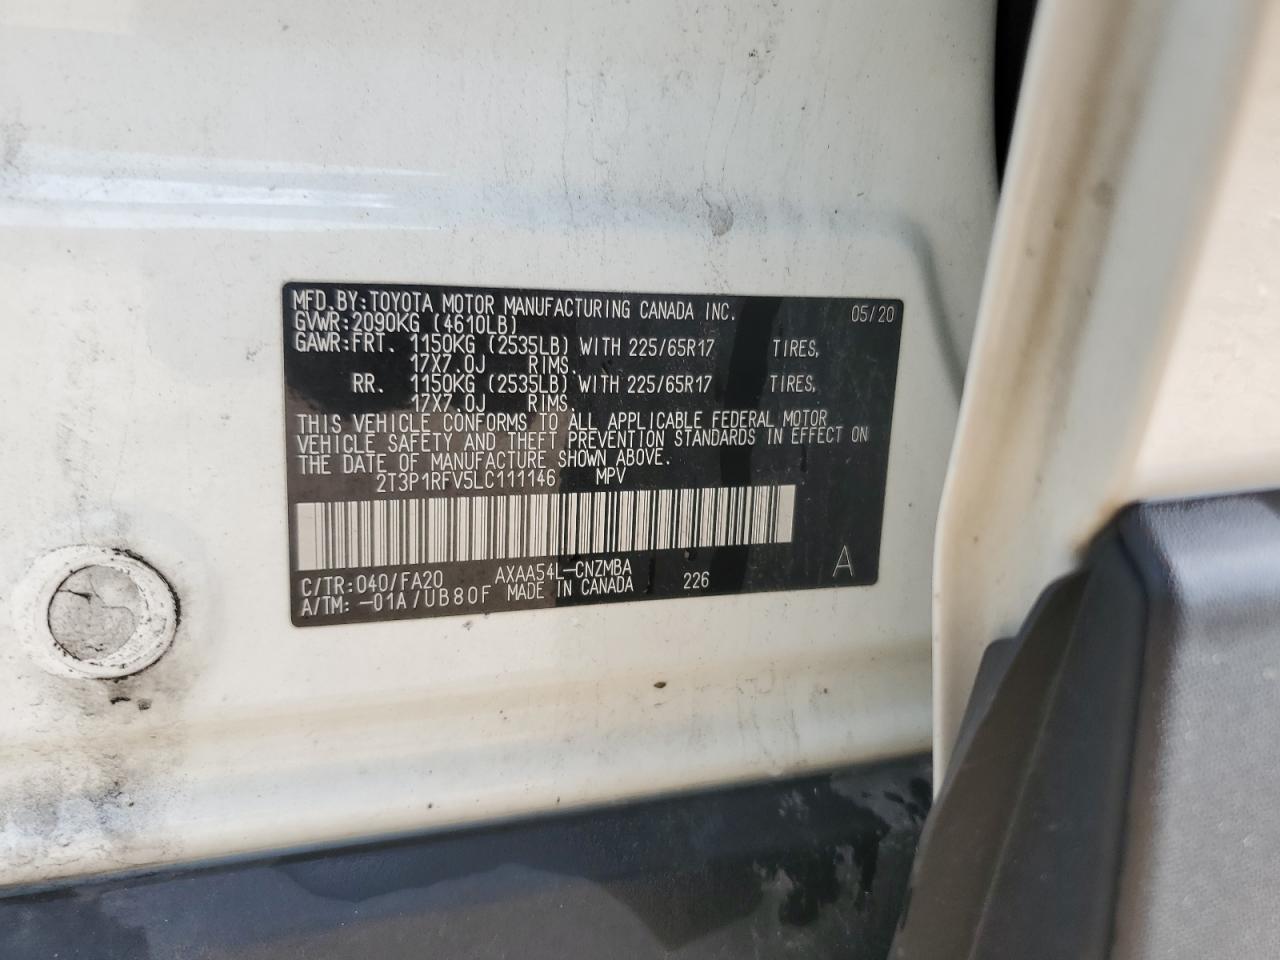 MFD.BY:TOYOTA MOTOR MANUFACTURING CANADA INC. 05/20
GVWR:2090KG (4610LB)
GAWR:FRT. 1150KG (2535LB) WITH 225/65R17 TIRES,
17X7.0J RIMS.
RR. 1150KG (2535LB) WITH 225/65R17 TIRES,
17X7.0J RIMS.
THIS VEHICLE CONFORMS TO ALL APPLICABLE FEDERAL MOTOR
VEHICLE SAFETY AND THEFT PREVENTION STANDARDS IN EFFECT ON
THE DATE OF MANUFACTURE SHOWN ABOVE.
2T3P1RFV5LC111146 MPV
C/TR:040/FA20 AXAA54L-CNZMBA 226 A
A/TM: -01A/UB80F MADE IN CANADA